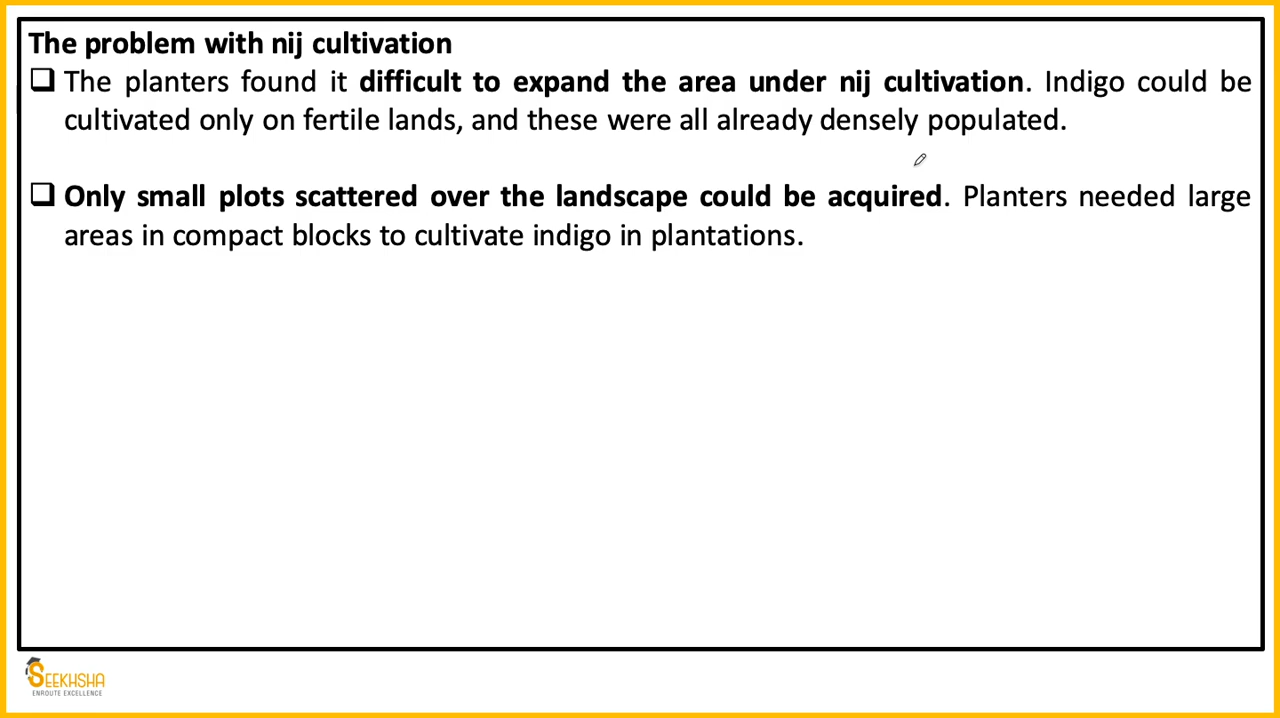 The problem with nij cultivation
The planters found it difficult to expand the area under nij cultivation. Indigo could be
cultivated only on fertile lands, and these were all already densely populated.
Only small plots scattered over the landscape could be acquired. Planters needed large
areas in compact blocks to cultivate indigo in plantations.
SEEKHSHA
ENROUTE EXCELLENCE